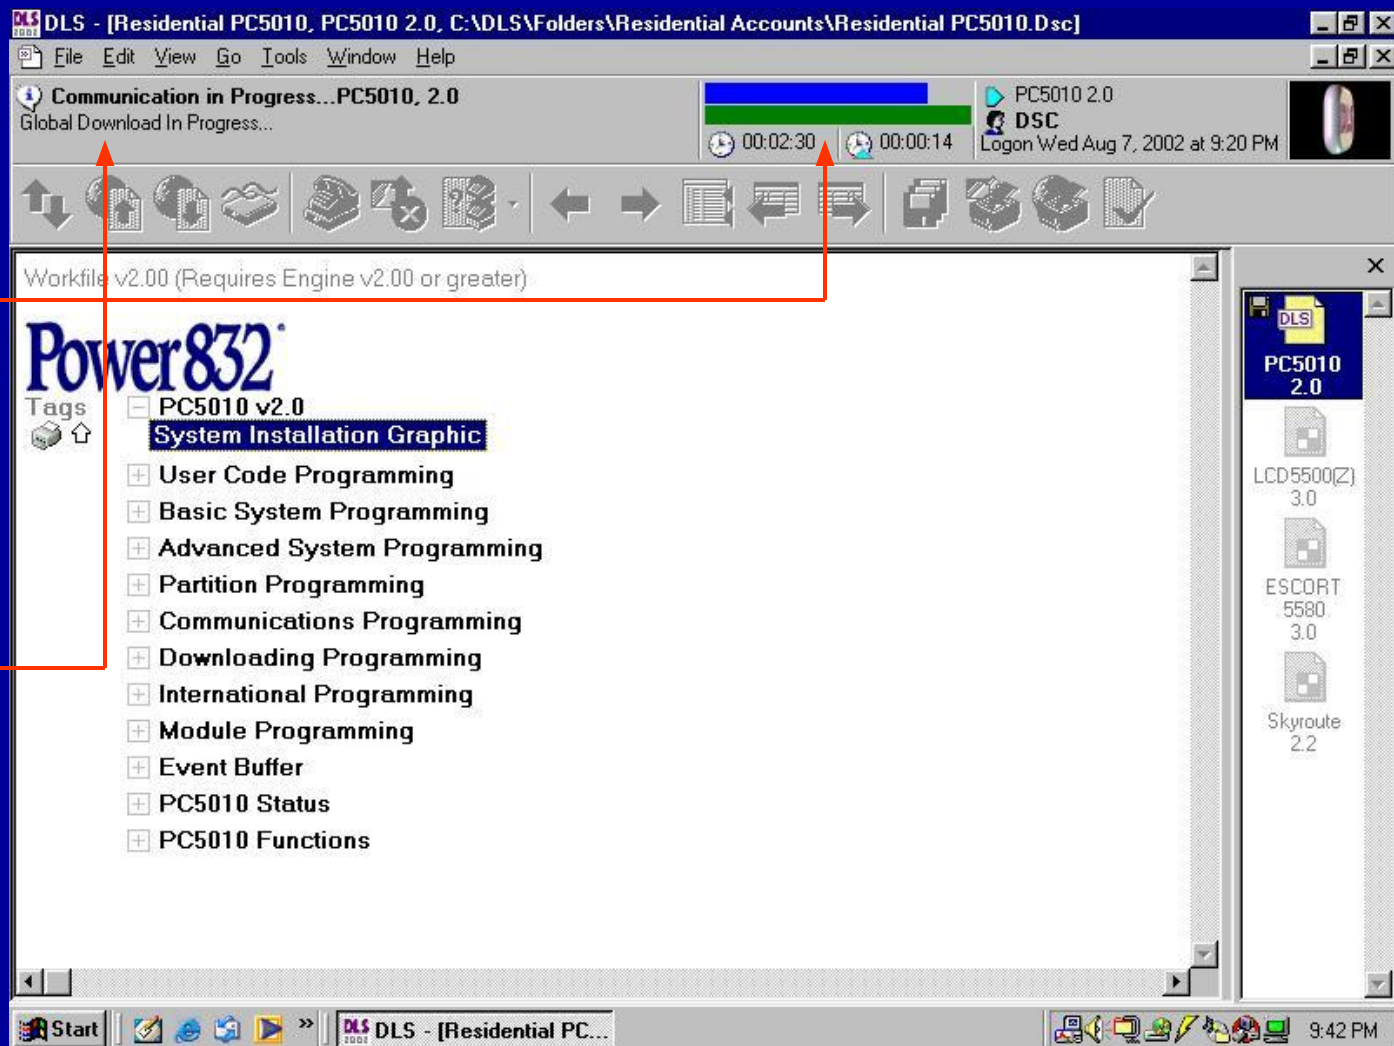 DLS - [Residential PC5010, PC5010 2.0, C:\DLS\Folders\Residential Accounts\Residential PC5010.Dsc]
File Edit View Go Tools Window Help
Communication in Progress...PC5010, 2.0
Global Download In Progress...
00:02:30 00:00:14
PC5010 2.0
DSC
Logon Wed Aug 7, 2002 at 9:20 PM
Workfile v2.00 (Requires Engine v2.00 or greater)
Power832
Tags
PC5010 v2.0
System Installation Graphic
User Code Programming
Basic System Programming
Advanced System Programming
Partition Programming
Communications Programming
Downloading Programming
International Programming
Module Programming
Event Buffer
PC5010 Status
PC5010 Functions
DLS
PC5010
2.0
LCD5500(Z)
3.0
ESCORT
5580
3.0
Skyroute
2.2
Start
DLS - [Residential PC...
9:42 PM